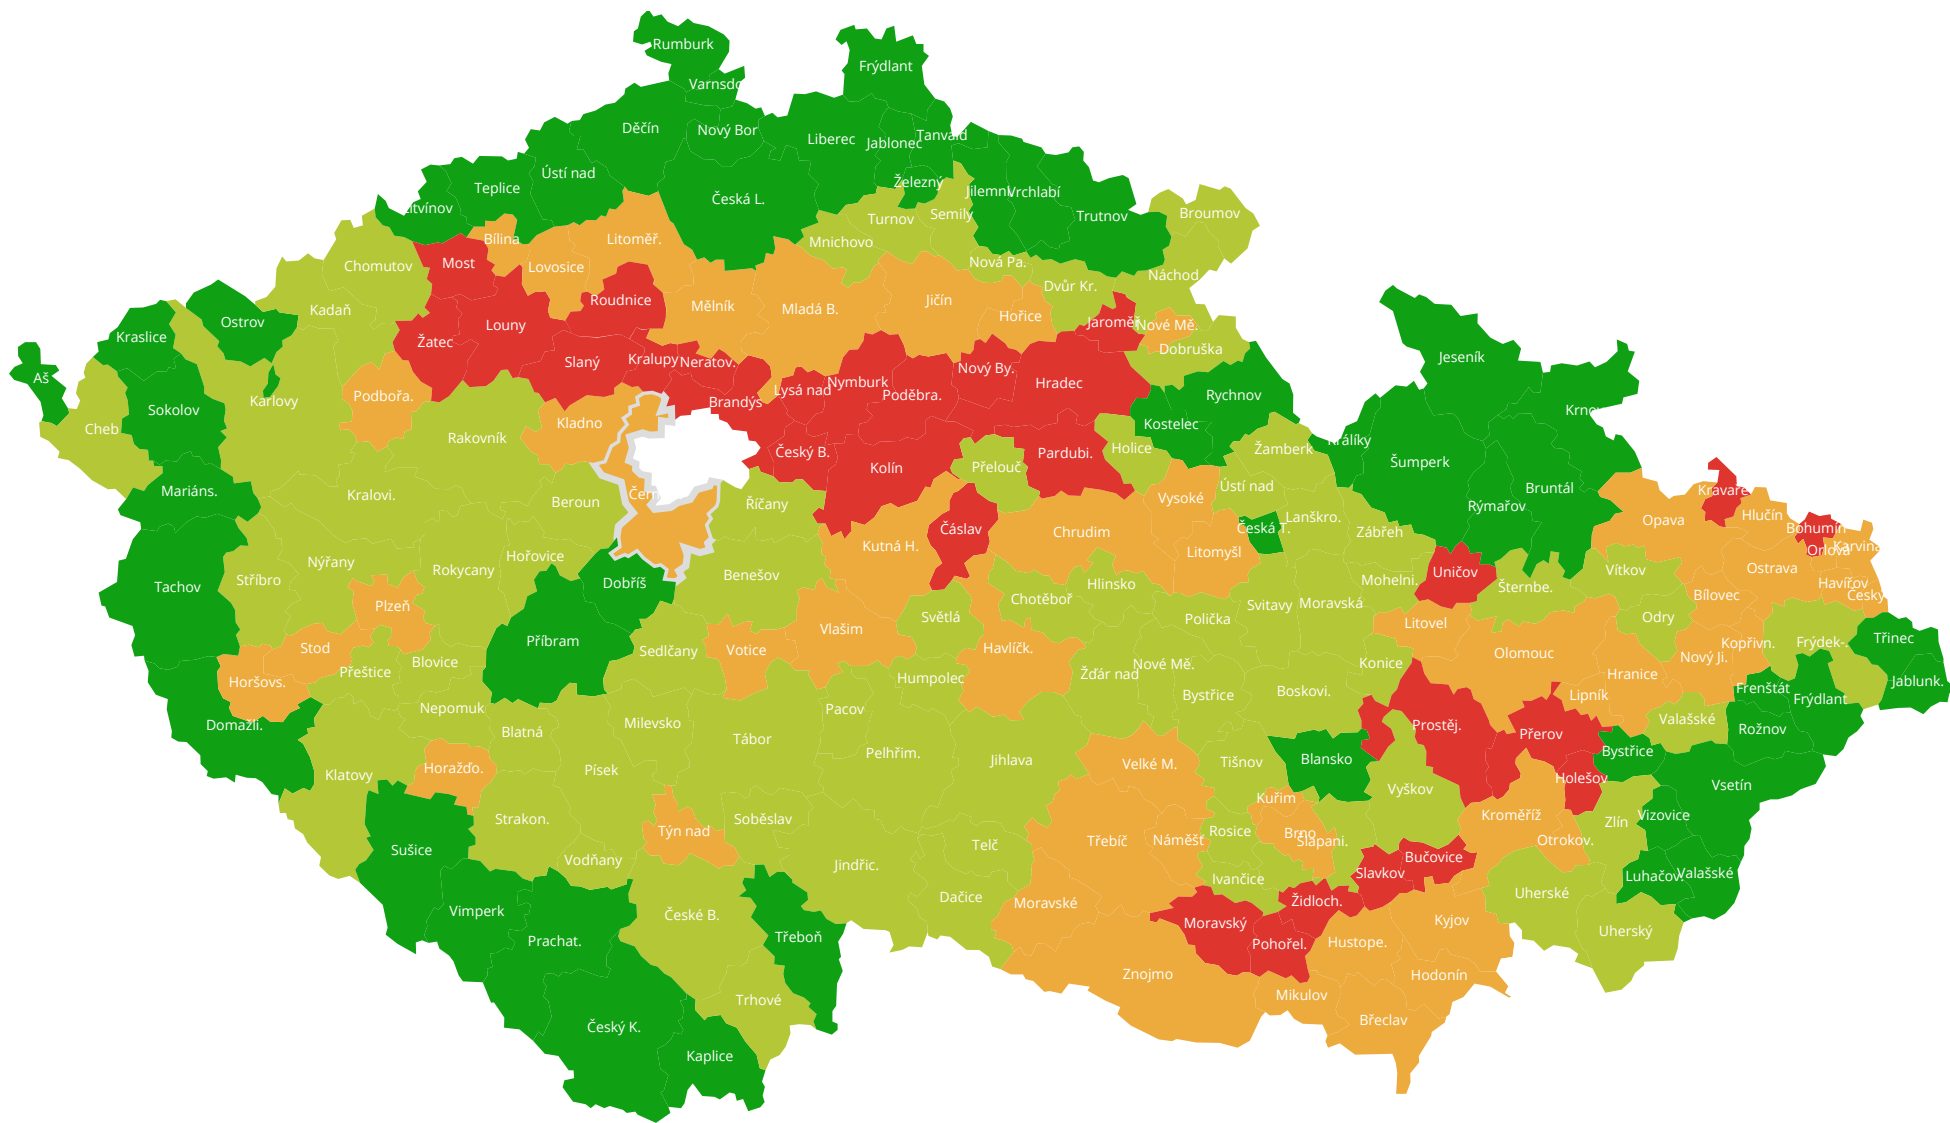 Rumburk
Frýdlant
Varnsdo
Děčín
Nový Bor
Liberec
Jablonec
Tanvald
Ústí nad
Teplice
Železný
Jilemni
Vrchlabí
Česká L.
Litvínov
Turnov
Semily
Trutnov
Broumov
Bílina
Litoměř.
Mnichovo
Chomutov
Most
Lovosice
Nová Pa.
Náchod
Dvůr Kr.
Kadaň
Roudnice
Mělník
Mladá B.
Jičín
Hořice
Ostrov
Louny
Jaroměř
Nové Mě.
Kraslice
Žatec
Dobruška
Jeseník
Slaný
Kralupy
Neratov.
Nový By.
Hradec
Aš
Podbořa.
Lysá nad
Nymburk
Poděbra.
Rychnov
Karlovy
Brandýs
Sokolov
Krnov
Kladno
Kostelec
Cheb
Rakovník
Králíky
Český B.
Pardubi.
Holice
Žamberk
Kolín
Přelouč
Šumperk
Mariáns.
Kralovi.
Beroun
Čern
Říčany
Vysoké
Ústí nad
Bruntál
Kravaře
Rýmařov
Hlučín
Lanškro.
Opava
Čáslav
Chrudim
Česká T.
Zábřeh
Bohumín
Kutná H.
Litomyšl
Orlová
Karviná
Hořovice
Nýřany
Rokycany
Stříbro
Benešov
Dobříš
Hlinsko
Mohelni.
Uničov
Vítkov
Ostrava
Havířov
Tachov
Šternbe.
Český
Plzeň
Chotěboř
Svitavy
Moravská
Bílovec
Světlá
Polička
Odry
Litovel
Vlašim
Příbram
Třinec
Stod
Votice
Havlíčk.
Kopřivn.
Frýdek-.
Sedlčany
Olomouc
Nový Ji.
Blovice
Nové Mě.
Konice
Přeštice
Žďár nad
Hranice
Horšovs.
Humpolec
Bystřice
Boskovi.
Lipník
Frenštát
Jablunk.
Frýdlant
Nepomuk
Pacov
Domažli.
Milevsko
Prostěj.
Valašské
Blatná
Přerov
Rožnov
Tábor
Pelhřim.
Bystřice
Jihlava
Velké M.
Tišnov
Blansko
Horažďo.
Písek
Klatovy
Holešov
Vsetín
Vyškov
Kuřim
Strakon.
Soběslav
Kroměříž
Vizovice
Zlín
Týn nad
Rosice
Brno
Šlapani.
Třebíč
Náměšť
Otrokov.
Telč
Sušice
Vodňany
Bučovice
Jindřic.
Slavkov
Luhačov.
Valašské
Ivančice
Uherské
Dačice
Moravské
Židloch.
Vimperk
České B.
Kyjov
Moravský
Uherský
Třeboň
Prachat.
Hustope.
Pohořel.
Znojmo
Hodonín
Mikulov
Trhové
Břeclav
Český K.
Kaplice